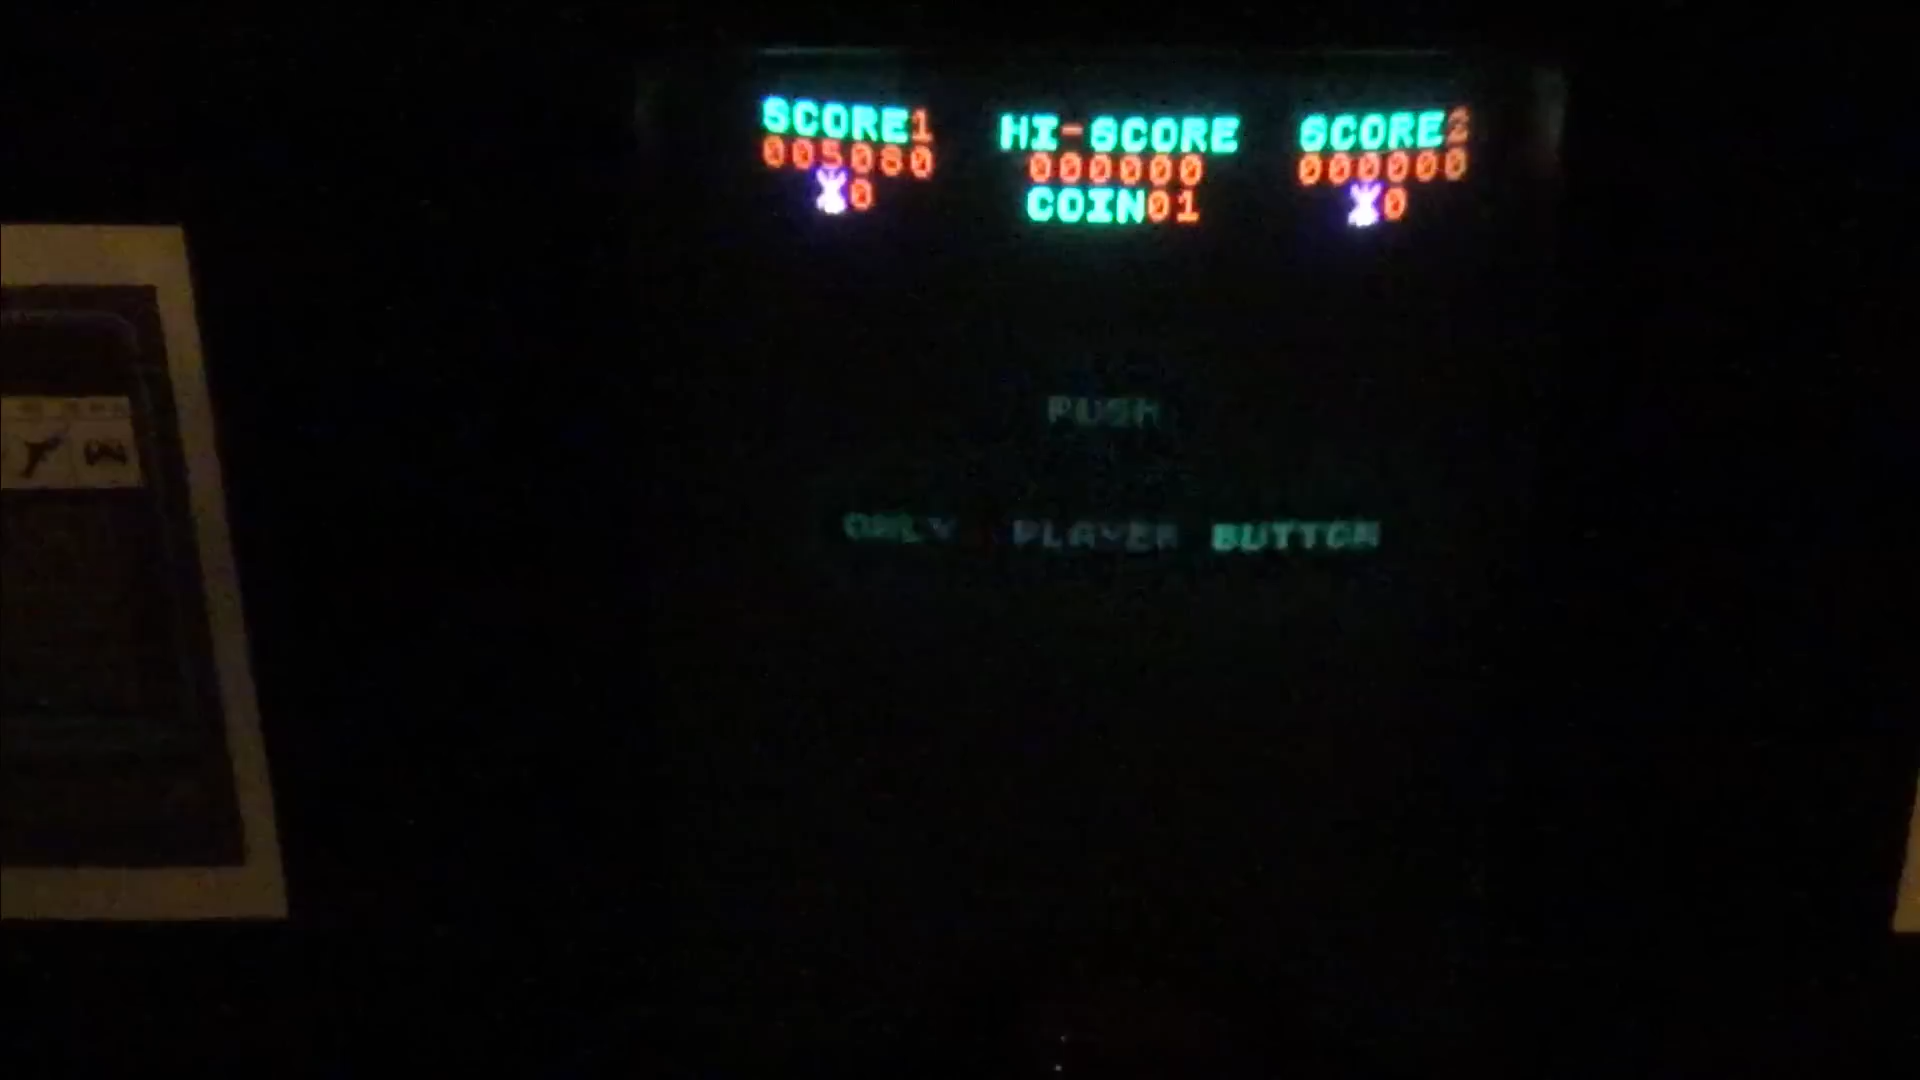 SCORE1 HI-SCORE SCORE2
005080 000000 000000
0 COIN01 0
PUSH
ONLY PLAYER BUTTON